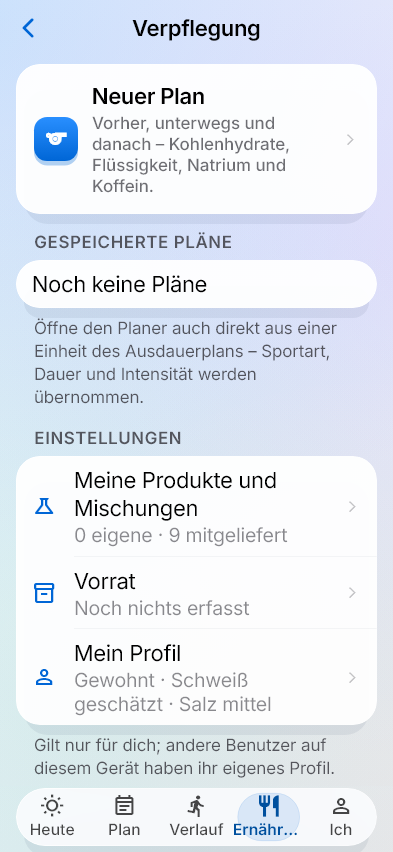 Verpflegung
Neuer Plan
Vorher, unterwegs und
danach – Kohlenhydrate,
Flüssigkeit, Natrium und
Koffein.
GESPEICHERTE PLÄNE
Noch keine Pläne
Öffne den Planer auch direkt aus einer
Einheit des Ausdauerplans – Sportart,
Dauer und Intensität werden
übernommen.
EINSTELLUNGEN
Meine Produkte und
Mischungen
0 eigene · 9 mitgeliefert
Vorrat
Noch nichts erfasst
Mein Profil
Gewohnt · Schweiß
geschätzt · Salz mittel
Gilt nur für dich; andere Benutzer auf
diesem Gerät haben ihr eigenes Profil.
Heute Plan Verlauf Ernähr... Ich